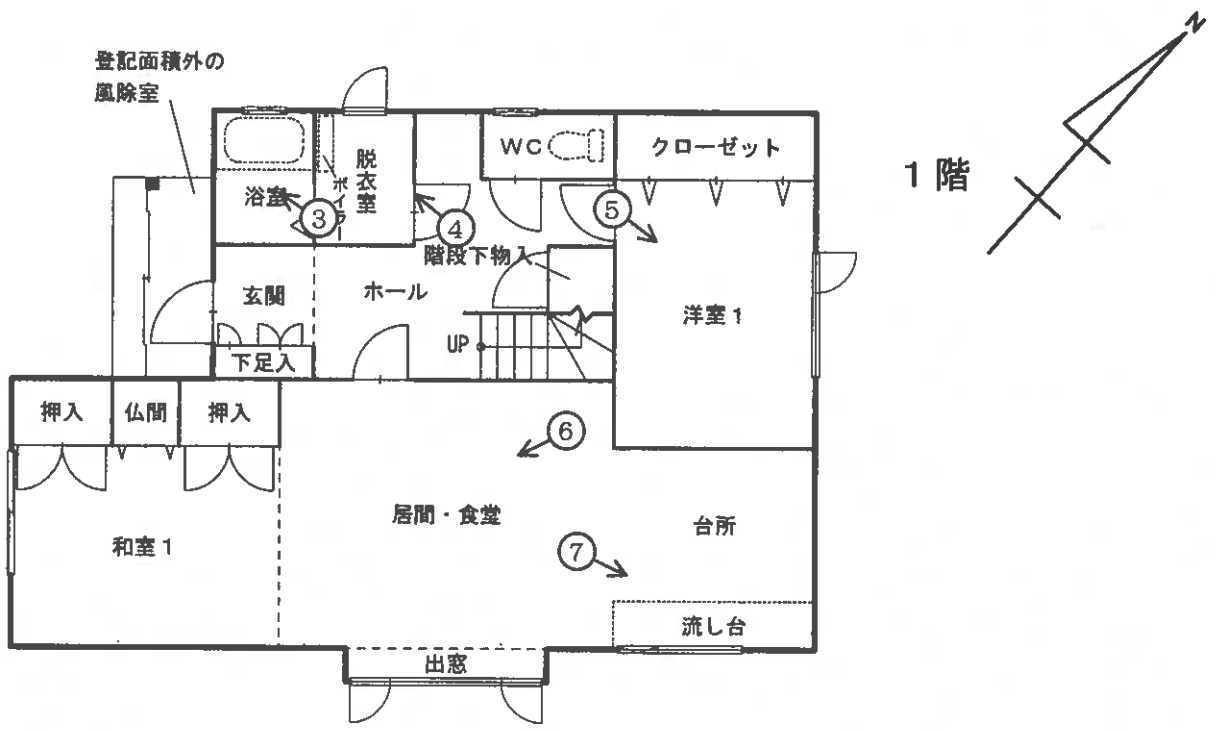 登記面積外の
風除室
N
1階
WC
クローゼット
脱衣室
ボイラー
浴室
③
④
⑤
階段下物入
玄関
ホール
洋室1
UP
下足入
押入
仏間
押入
⑥
居間・食堂
台所
和室1
⑦
流し台
出窓